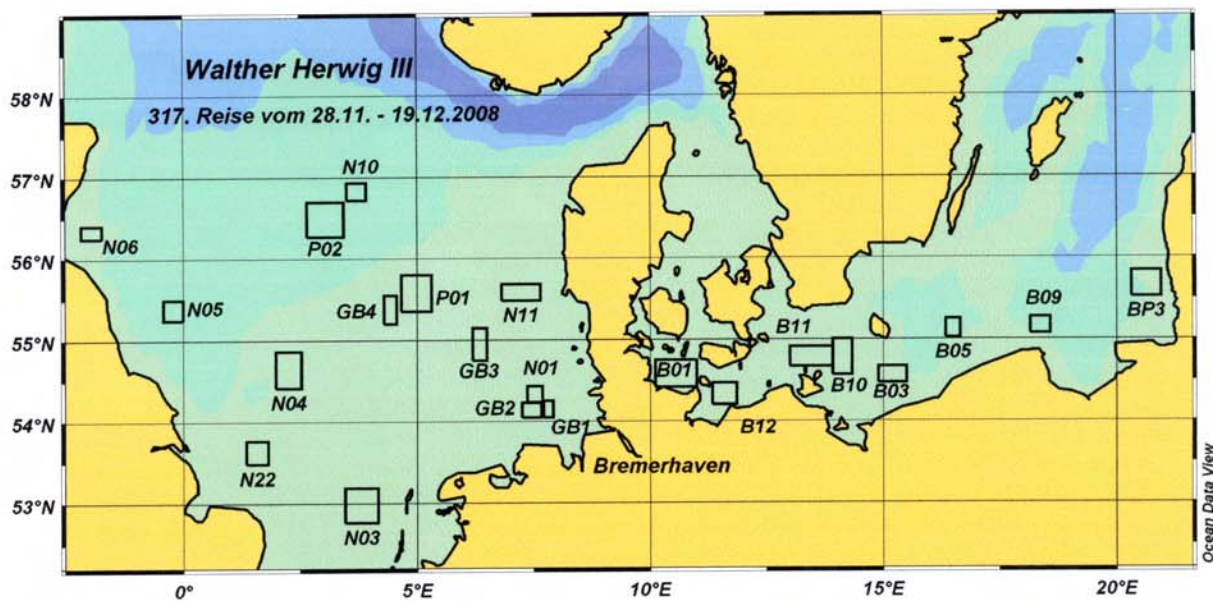 Walther Herwig III
317. Reise vom 28.11. - 19.12.2008
58°N
57°N
56°N
55°N
54°N
53°N
N10
P02
N06
N05
GB4
P01
N11
GB3
N01
N04
GB2
GB1
N22
N03
Bremerhaven
B01
B12
B11
B10
B03
B05
B09
BP3
0°
5°E
10°E
15°E
20°E
Ocean Data View